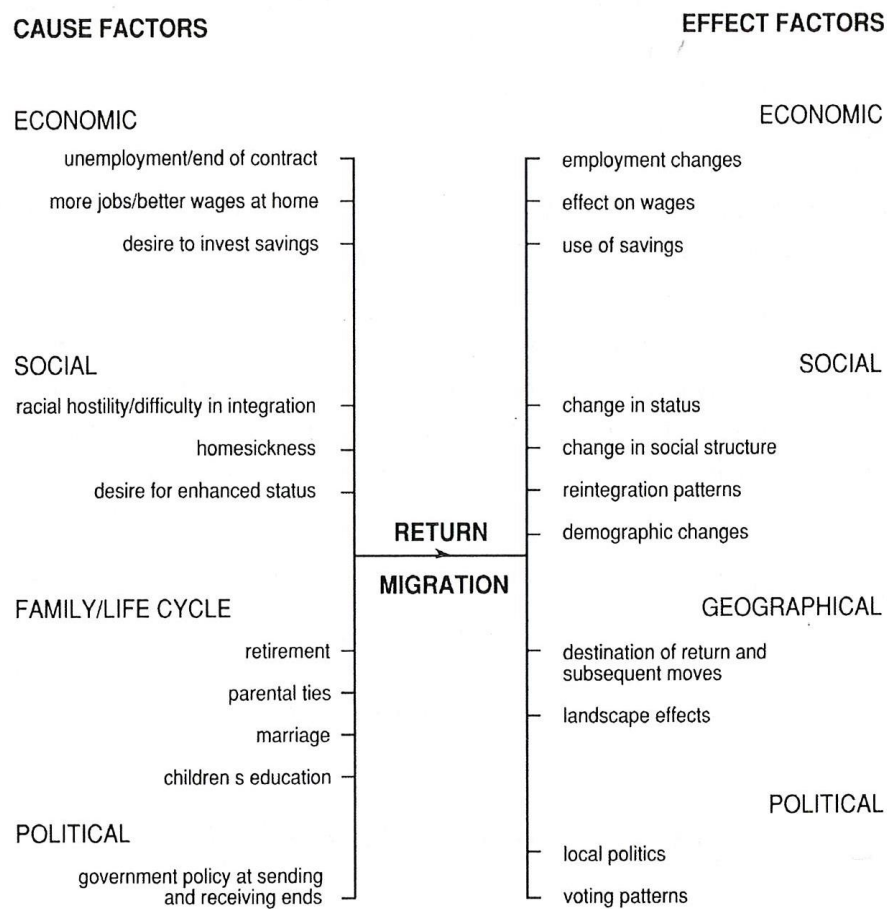 CAUSE FACTORS
ECONOMIC
unemployment/end of contract
more jobs/better wages at home
desire to invest savings
SOCIAL
racial hostility/difficulty in integration
homesickness
desire for enhanced status
FAMILY/LIFE CYCLE
retirement
parental ties
marriage
children s education
POLITICAL
government policy at sending
and receiving ends
RETURN
MIGRATION
EFFECT FACTORS
ECONOMIC
employment changes
effect on wages
use of savings
SOCIAL
change in status
change in social structure
reintegration patterns
demographic changes
GEOGRAPHICAL
destination of return and
subsequent moves
landscape effects
POLITICAL
local politics
voting patterns